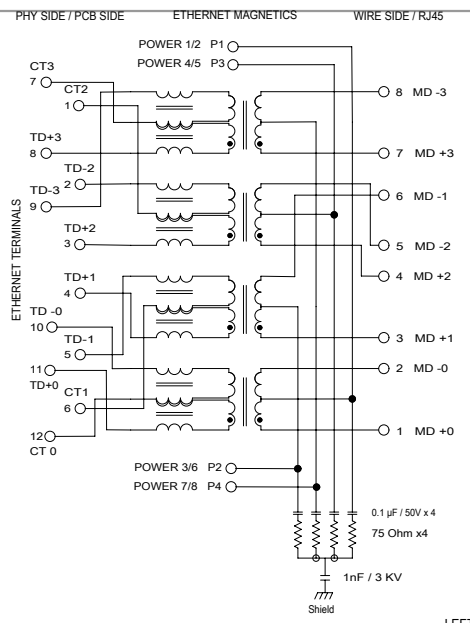 PHY SIDE / PCB SIDE ETHERNET MAGNETICS WIRE SIDE / RJ45
POWER 1/2 P1
POWER 4/5 P3
CT3
7
CT2
1
8 MD -3
TD+3
8
7 MD +3
TD-2
2
TD-3
9
6 MD -1
TD+2
3
5 MD -2
4 MD +2
ETHERNET TERMINALS
TD+1
4
TD -0
10
TD-1
5
3 MD +1
11
TD+0
2 MD -0
CT1
6
12
CT 0
1 MD +0
POWER 3/6 P2
POWER 7/8 P4
0.1 µF / 50V x 4
75 Ohm x4
1nF / 3 KV
Shield